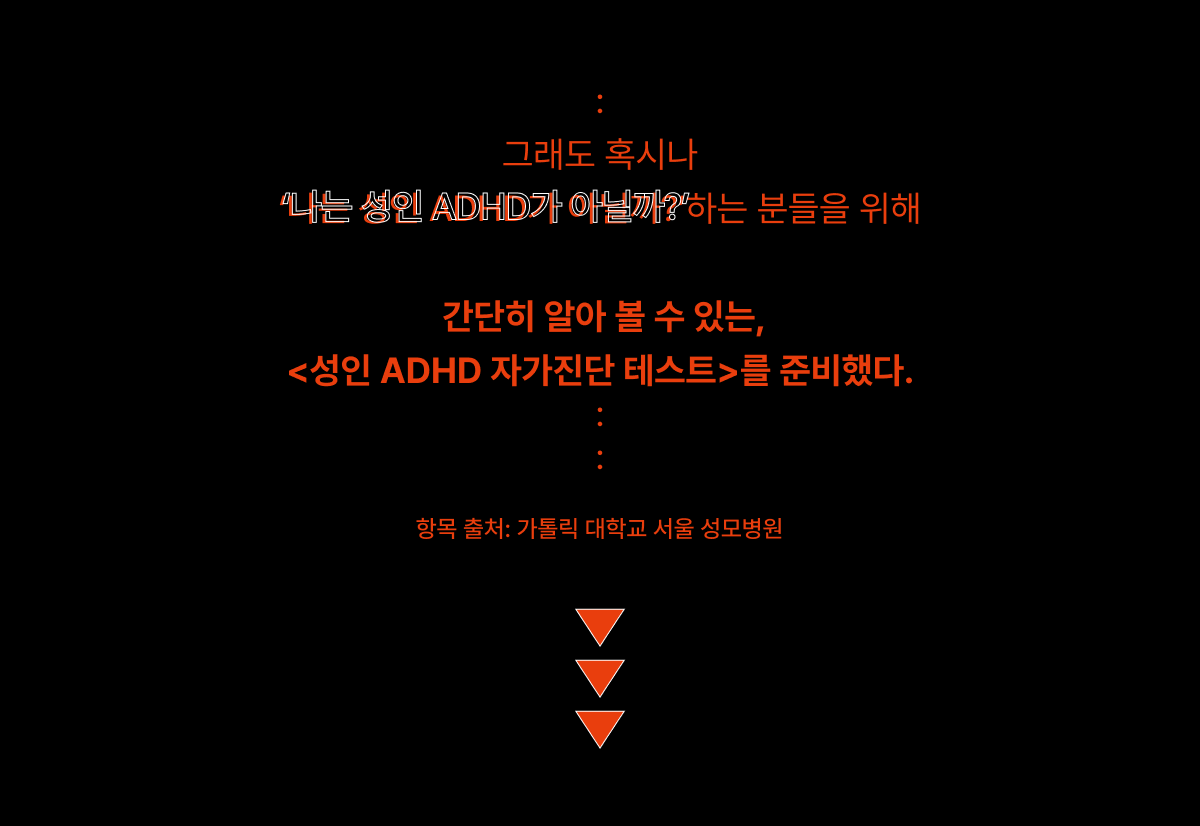 :
그래도 혹시나
‘나는 성인 ADHD가 아닐까?’하는 분들을 위해
간단히 알아 볼 수 있는,
<성인 ADHD 자가진단 테스트>를 준비했다.
:
:
항목 출처: 가톨릭 대학교 서울 성모병원